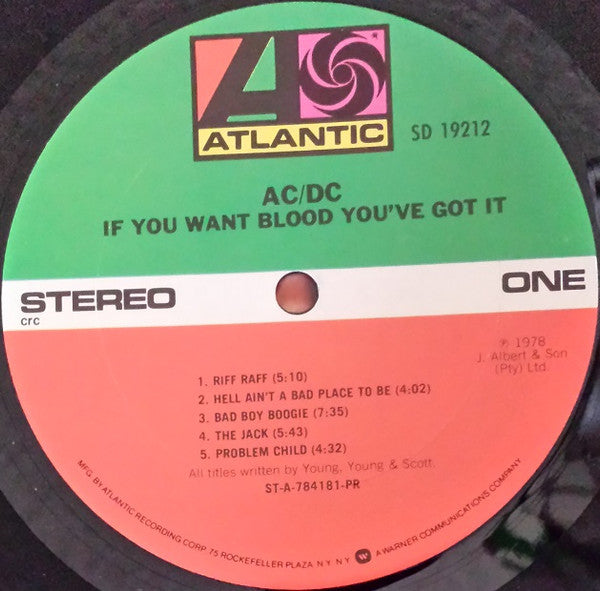 ATLANTIC
SD 19212
AC/DC
IF YOU WANT BLOOD YOU'VE GOT IT
STEREO
ONE
crc
℗ 1978
J. Albert & Son
(Pty) Ltd.
1. RIFF RAFF (5:10)
2. HELL AIN'T A BAD PLACE TO BE (4:02)
3. BAD BOY BOOGIE (7:35)
4. THE JACK (5:43)
5. PROBLEM CHILD (4:32)
All titles written by Young, Young & Scott.
ST-A-784181-PR
MFG. BY ATLANTIC RECORDING CORP. 75 ROCKEFELLER PLAZA N.Y. N.Y. W A WARNER COMMUNICATIONS COMPANY